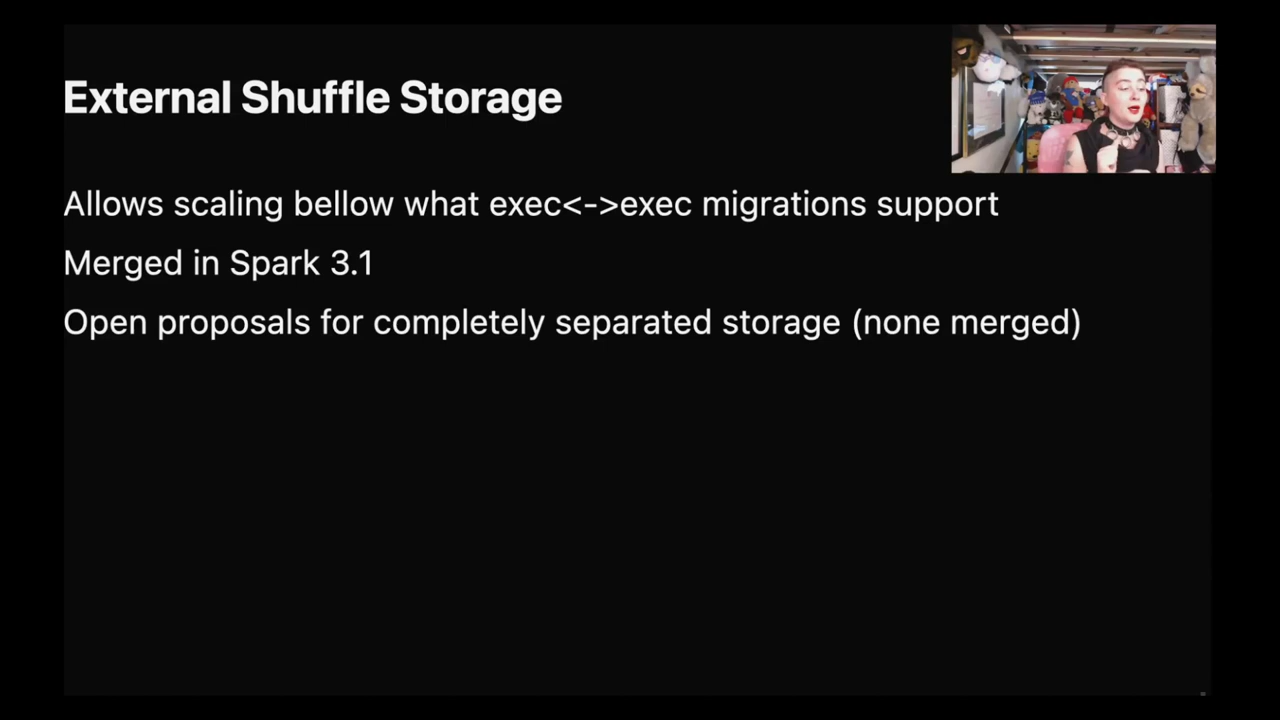 External Shuffle Storage
Allows scaling bellow what exec<->exec migrations support
Merged in Spark 3.1
Open proposals for completely separated storage (none merged)